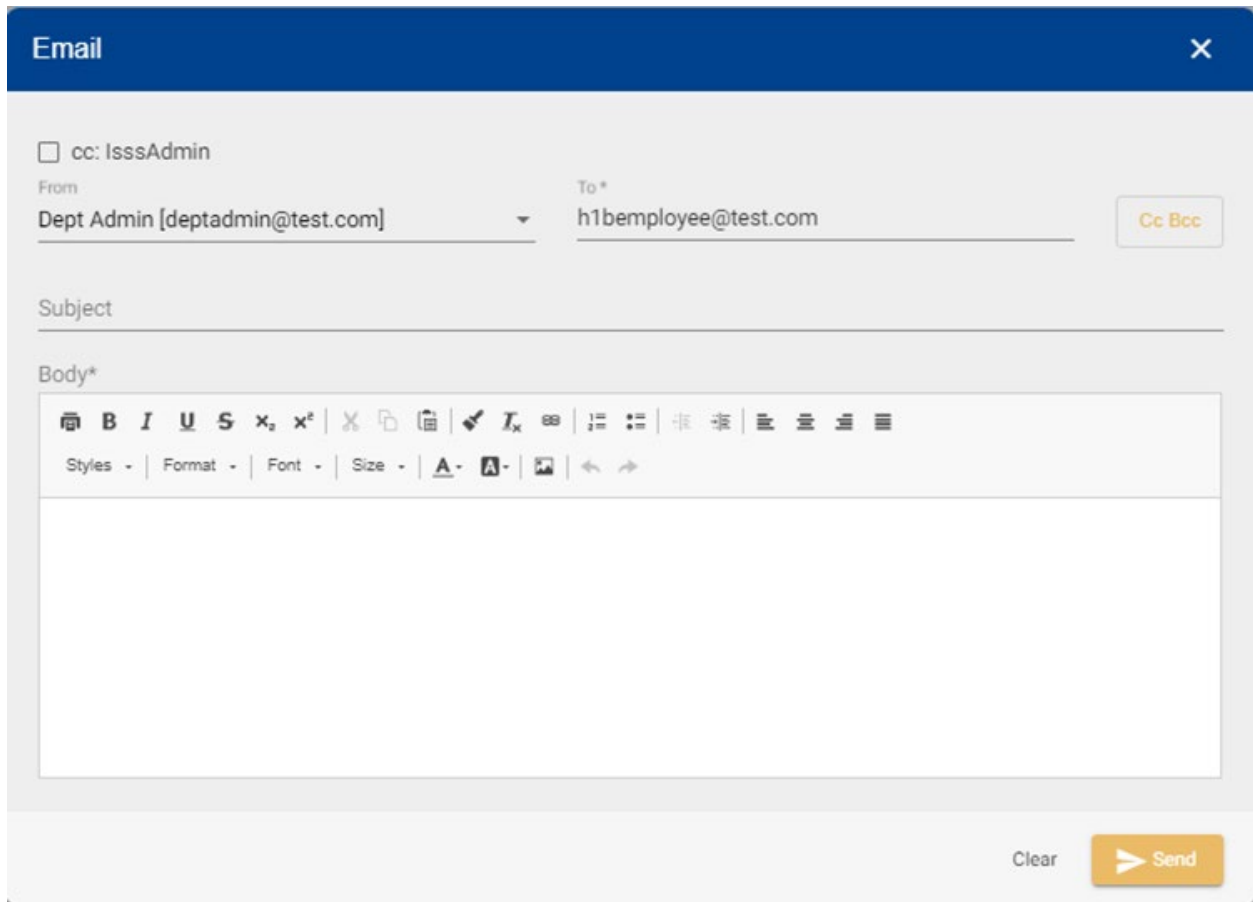 Email
cc: IsssAdmin
From
To *
Dept Admin [deptadmin@test.com]
h1bemployee@test.com
Cc Bcc
Subject
Body*
B I U S x₂ x² Ix
Styles Format Font Size A A
Clear Send